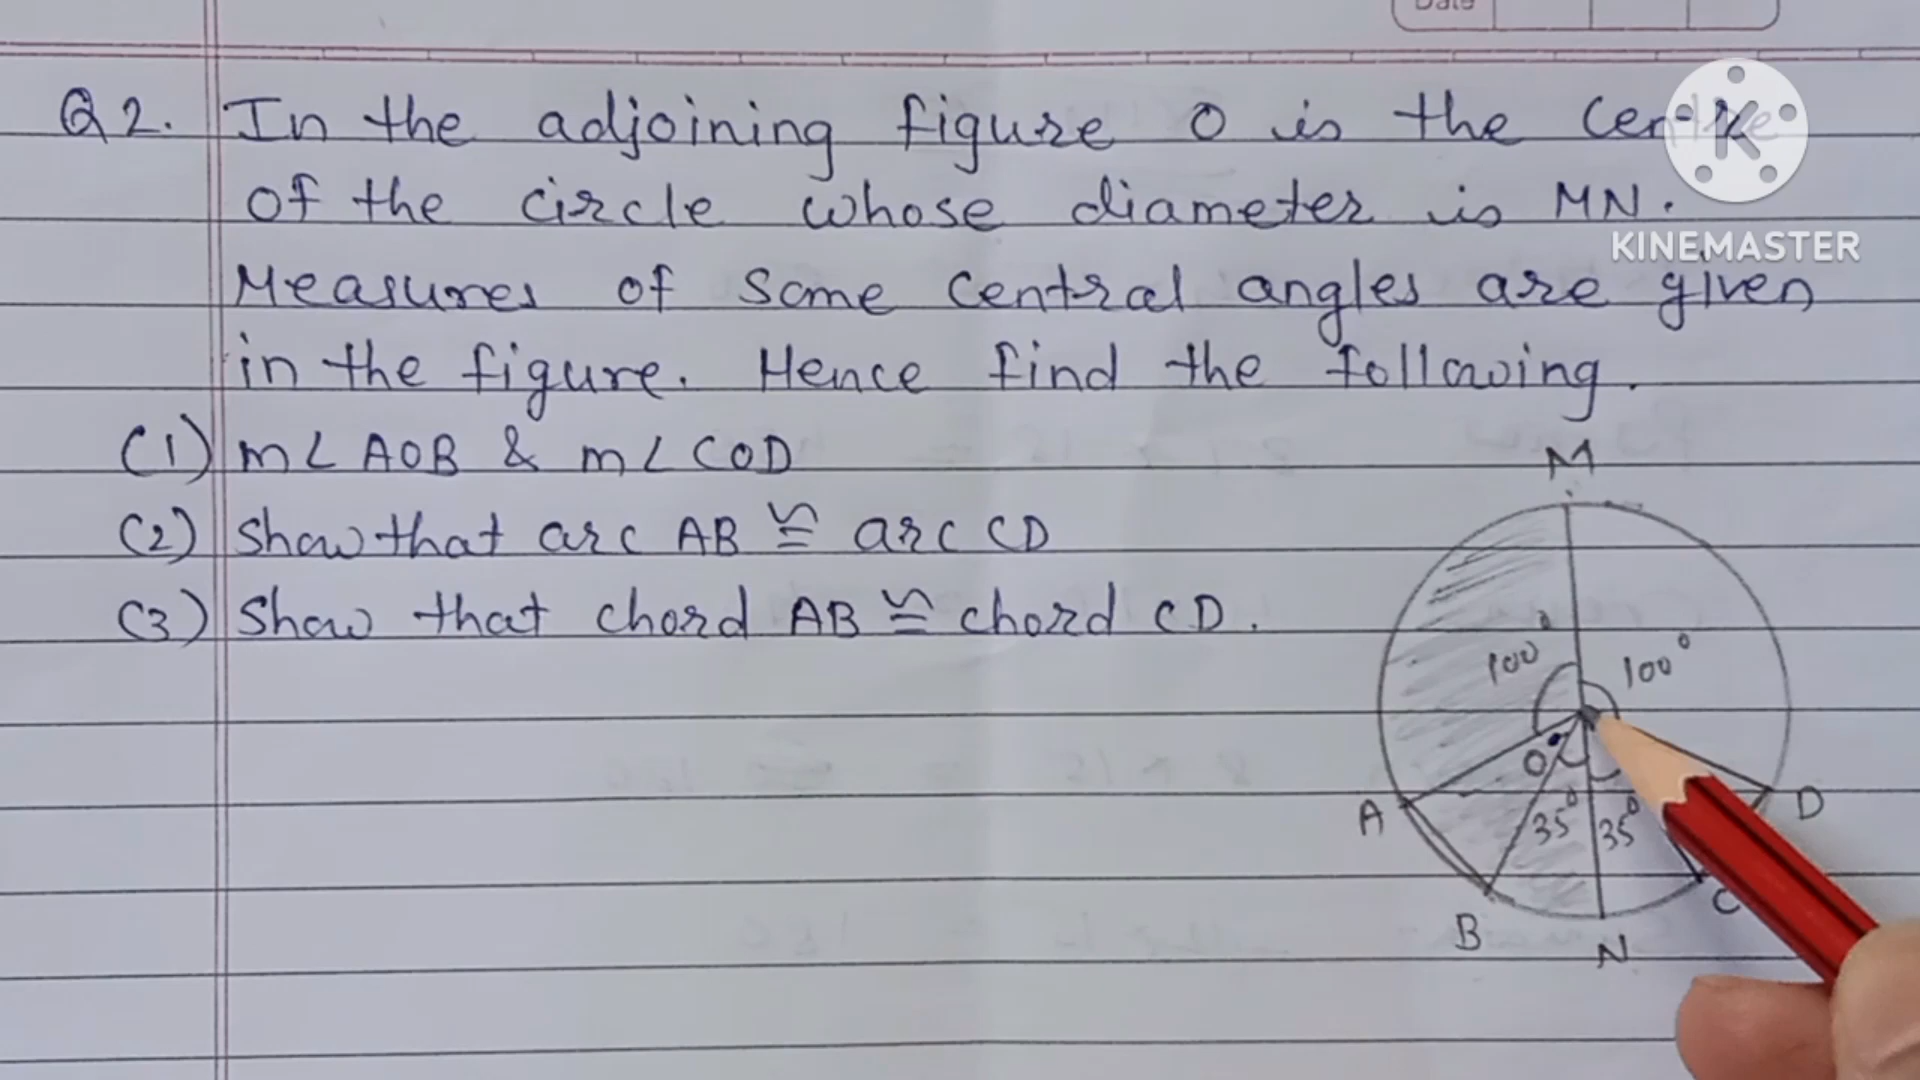 Date
Q2. In the adjoining figure O is the Centre
of the circle whose diameter is MN.
KINEMASTER
Measures of some central angles are given
in the figure. Hence find the following.
(1) m∠AOB & m∠COD
(2) Show that arc AB ≅ arc CD
(3) Show that chord AB ≅ chord CD.
M
100° 100°
O
A 35° 35° D
B N C